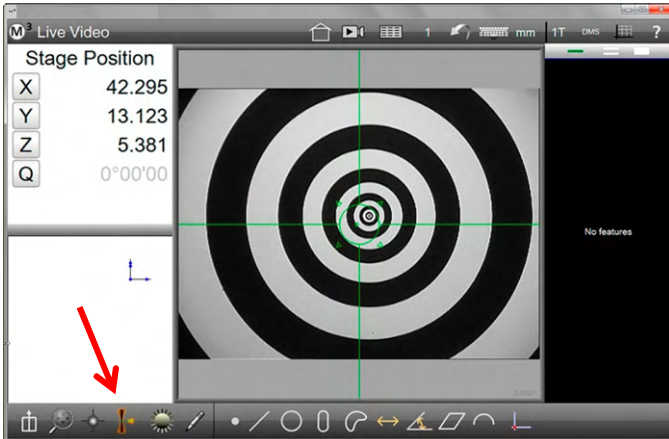 M³ Live Video
1 mm 1T DMS ?
Stage Position
X 42.295
Y 13.123
Z 5.381
Q 0°00'00
No features